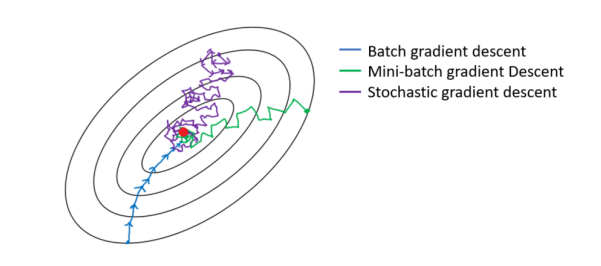 Batch gradient descent
Mini-batch gradient Descent
Stochastic gradient descent